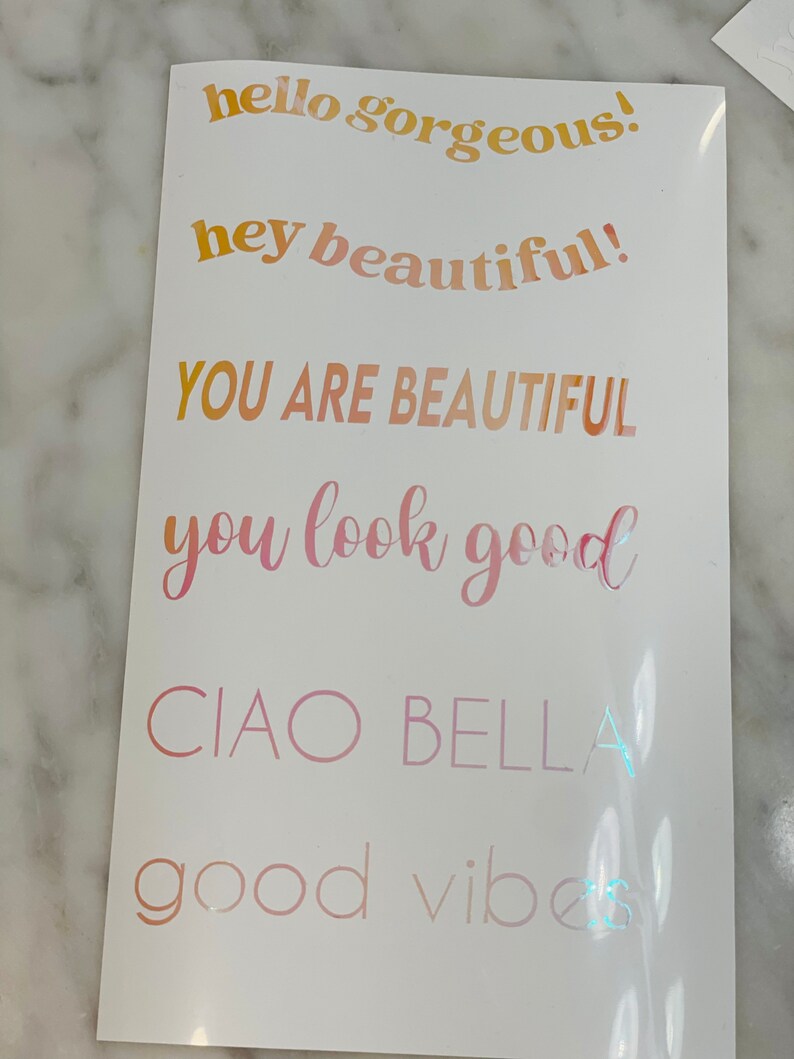 hello gorgeous!
hey beautiful!
YOU ARE BEAUTIFUL
you look good
CIAO BELLA
good vibes